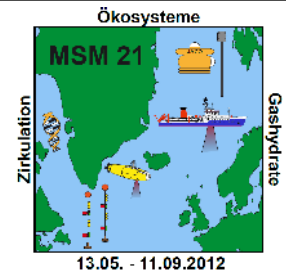 Ökosysteme
MSM 21
Zirkulation
Gashydrate
13.05. - 11.09.2012